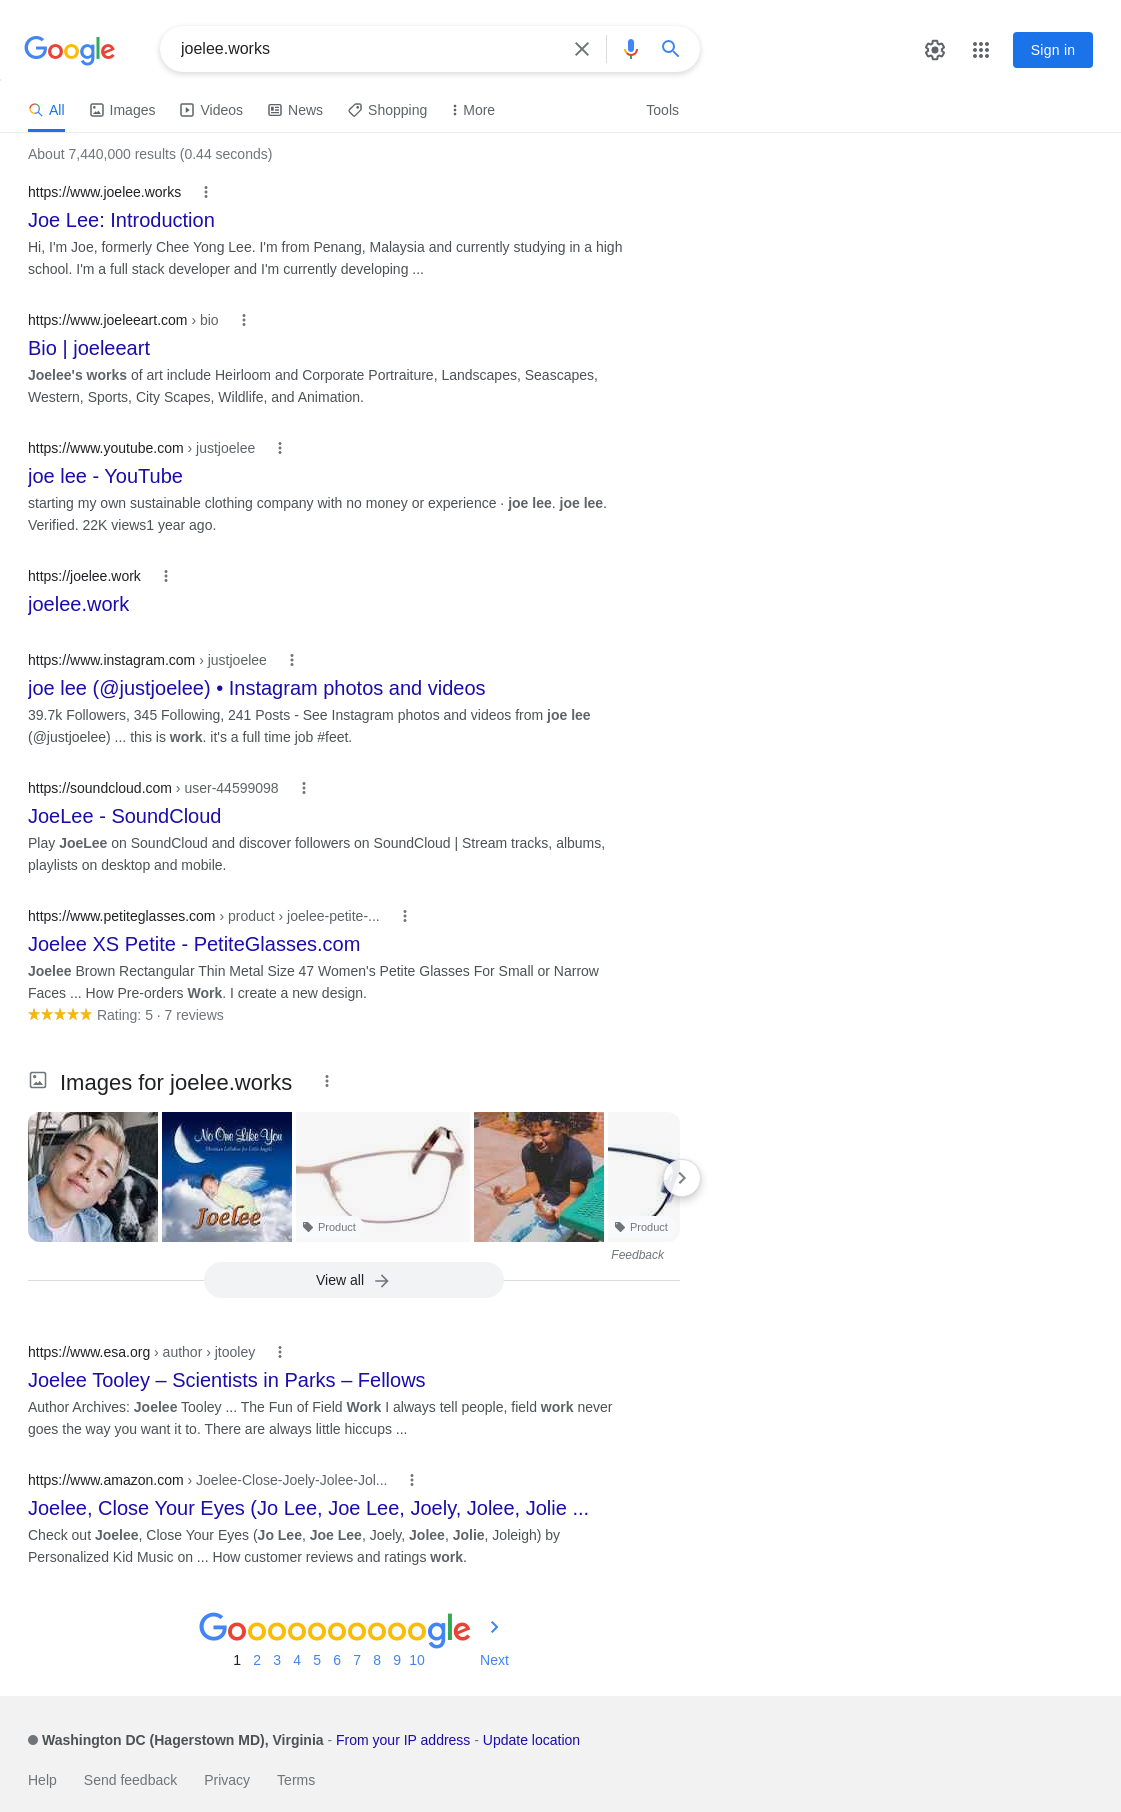 Google
joelee.works
Sign in
All
Images
Videos
News
Shopping
More
Tools
About 7,440,000 results (0.44 seconds)
https://www.joelee.works
Joe Lee: Introduction
Hi, I'm Joe, formerly Chee Yong Lee. I'm from Penang, Malaysia and currently studying in a high
school. I'm a full stack developer and I'm currently developing ...
https://www.joeleeart.com › bio
Bio | joeleeart
Joelee's works of art include Heirloom and Corporate Portraiture, Landscapes, Seascapes,
Western, Sports, City Scapes, Wildlife, and Animation.
https://www.youtube.com › justjoelee
joe lee - YouTube
starting my own sustainable clothing company with no money or experience · joe lee. joe lee.
Verified. 22K views1 year ago.
https://joelee.work
joelee.work
https://www.instagram.com › justjoelee
joe lee (@justjoelee) • Instagram photos and videos
39.7k Followers, 345 Following, 241 Posts - See Instagram photos and videos from joe lee
(@justjoelee) ... this is work. it's a full time job #feet.
https://soundcloud.com › user-44599098
JoeLee - SoundCloud
Play JoeLee on SoundCloud and discover followers on SoundCloud | Stream tracks, albums,
playlists on desktop and mobile.
https://www.petiteglasses.com › product › joelee-petite-...
Joelee XS Petite - PetiteGlasses.com
Joelee Brown Rectangular Thin Metal Size 47 Women's Petite Glasses For Small or Narrow
Faces ... How Pre-orders Work. I create a new design.
Rating: 5 · 7 reviews
Images for joelee.works
No One Like You
Joelee
Product
Product
Feedback
View all
https://www.esa.org › author › jtooley
Joelee Tooley – Scientists in Parks – Fellows
Author Archives: Joelee Tooley ... The Fun of Field Work I always tell people, field work never
goes the way you want it to. There are always little hiccups ...
https://www.amazon.com › Joelee-Close-Joely-Jolee-Jol...
Joelee, Close Your Eyes (Jo Lee, Joe Lee, Joely, Jolee, Jolie ...
Check out Joelee, Close Your Eyes (Jo Lee, Joe Lee, Joely, Jolee, Jolie, Joleigh) by
Personalized Kid Music on ... How customer reviews and ratings work.
Goooooooooogle
1 2 3 4 5 6 7 8 9 10 Next
Washington DC (Hagerstown MD), Virginia - From your IP address - Update location
Help Send feedback Privacy Terms